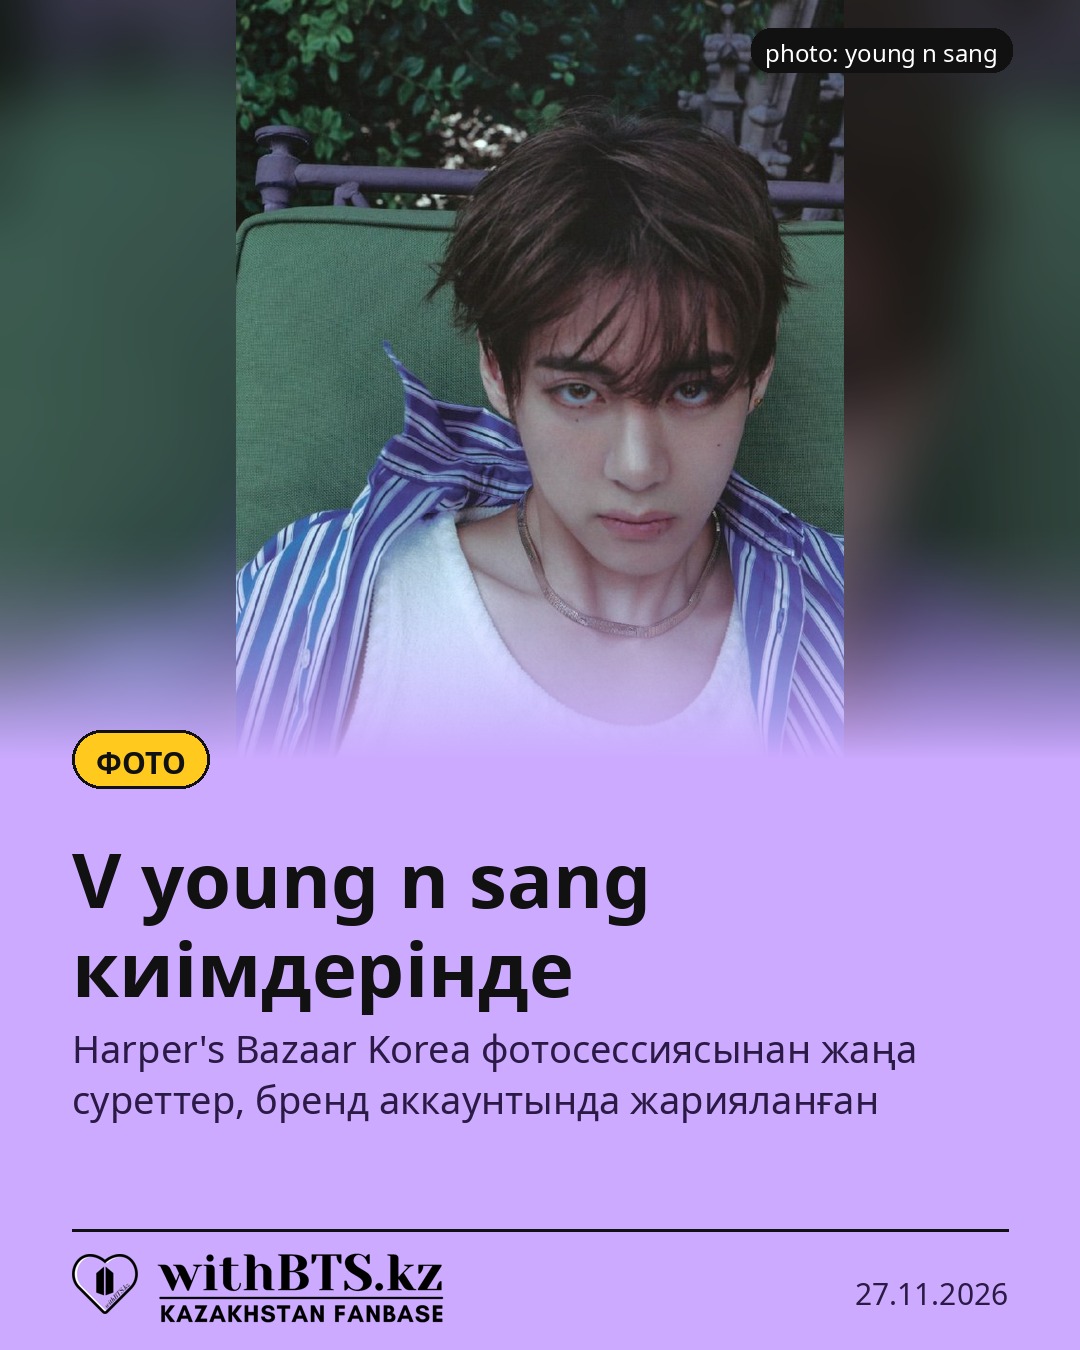 photo: young n sang
ФОТО
V young n sang
киімдерінде
Harper's Bazaar Korea фотосессиясынан жаңа
суреттер, бренд аккаунтында жарияланған
withBTS.kz
KAZAKHSTAN FANBASE
27.11.2026